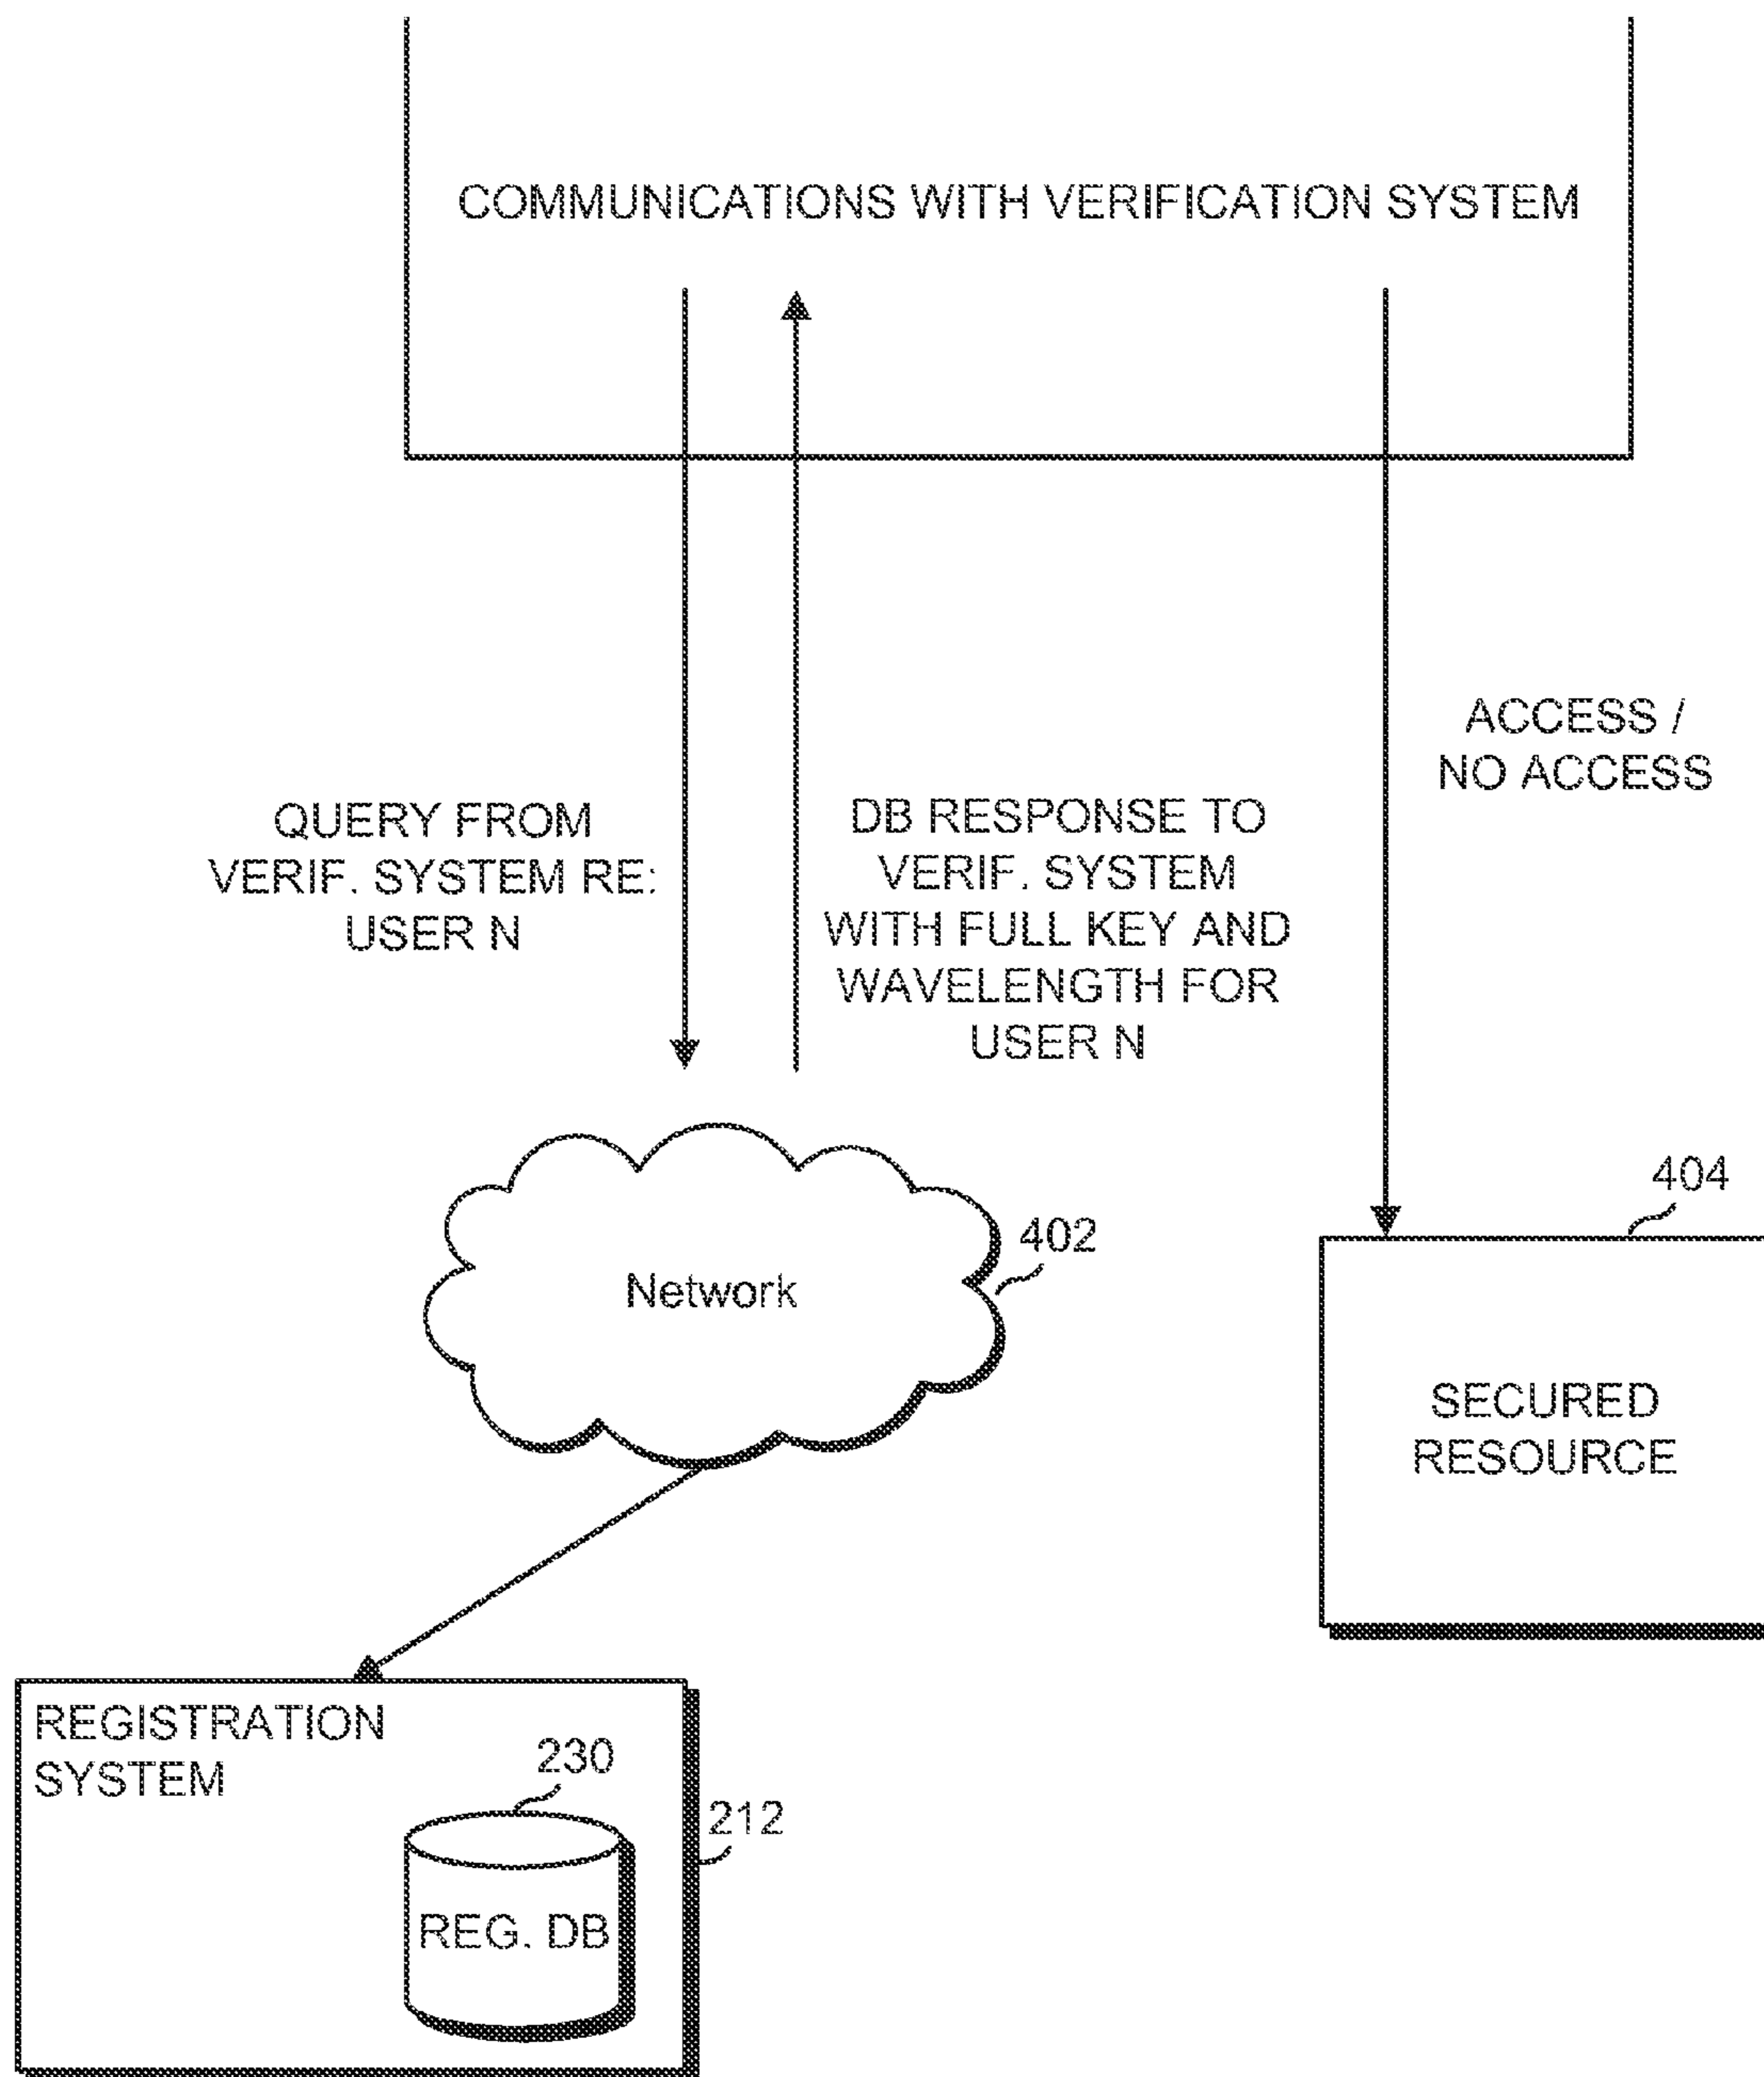 COMMUNICATIONS WITH VERIFICATION SYSTEM
ACCESS /
NO ACCESS
QUERY FROM
VERIF. SYSTEM RE:
USER N
DB RESPONSE TO
VERIF. SYSTEM
WITH FULL KEY AND
WAVELENGTH FOR
USER N
404
402
Network
SECURED
RESOURCE
REGISTRATION
SYSTEM
230
212
REG. DB